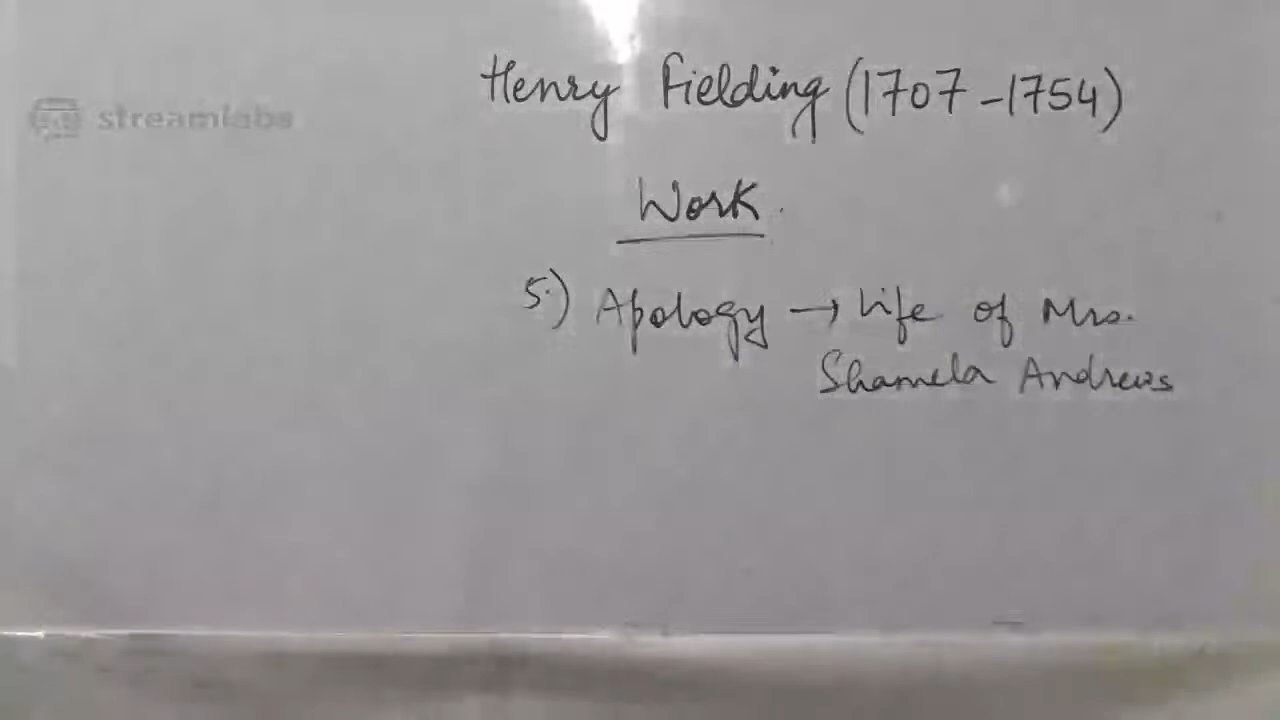 streamlabs
Henry Fielding (1707-1754)
Work.
5.) Apology → Life of Mrs.
Shamela Andrews